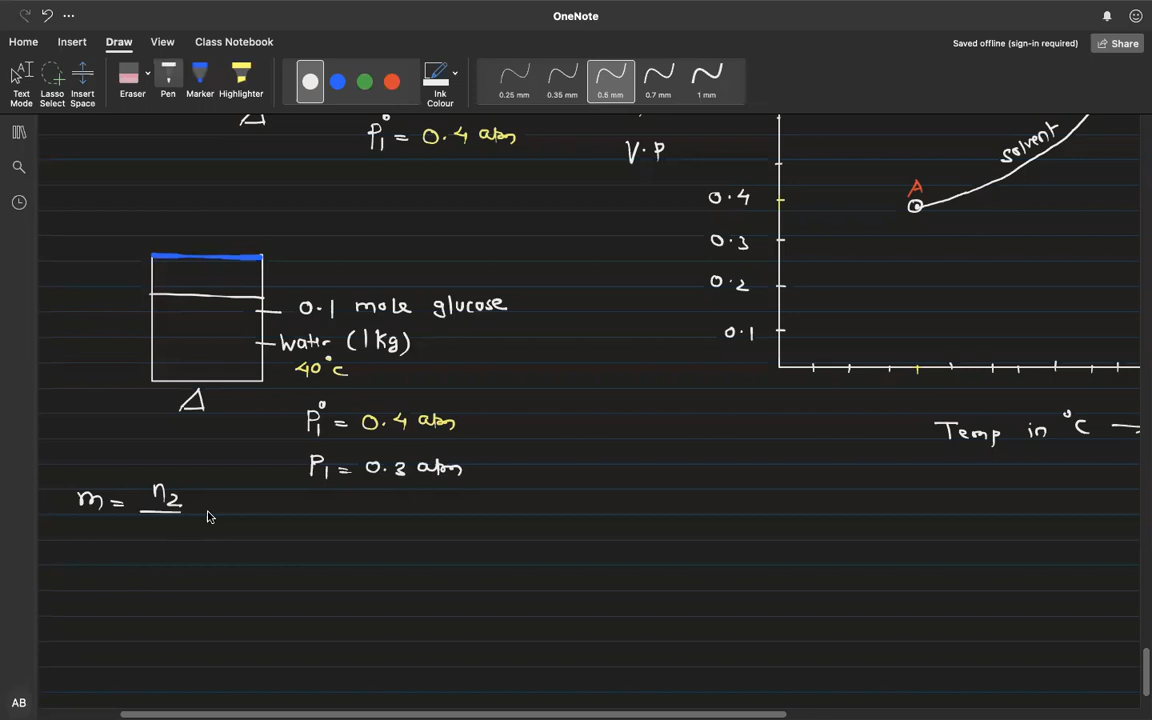 OneNote
Home Insert Draw View Class Notebook
Saved offline (sign-in required) Share
Text Mode Lasso Select Insert Space Eraser Pen Marker Highlighter Ink Colour 0.25 mm 0.35 mm 0.5 mm 0.7 mm 1 mm
Δ
P₁° = 0.4 atm
V.P
solvent
A
0.4
0.3
0.2
0.1
0.1 mole glucose
water (1kg)
40°C
Δ
P₁° = 0.4 atm
P₁ = 0.3 atm
Temp in °C
m = n₂
AB